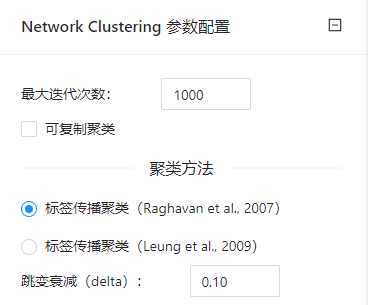 Network Clustering 参数配置
最大迭代次数： 1000
可复制聚类
聚类方法
标签传播聚类（Raghavan et al., 2007）
标签传播聚类（Leung et al., 2009）
跳变衰减（delta）： 0.10